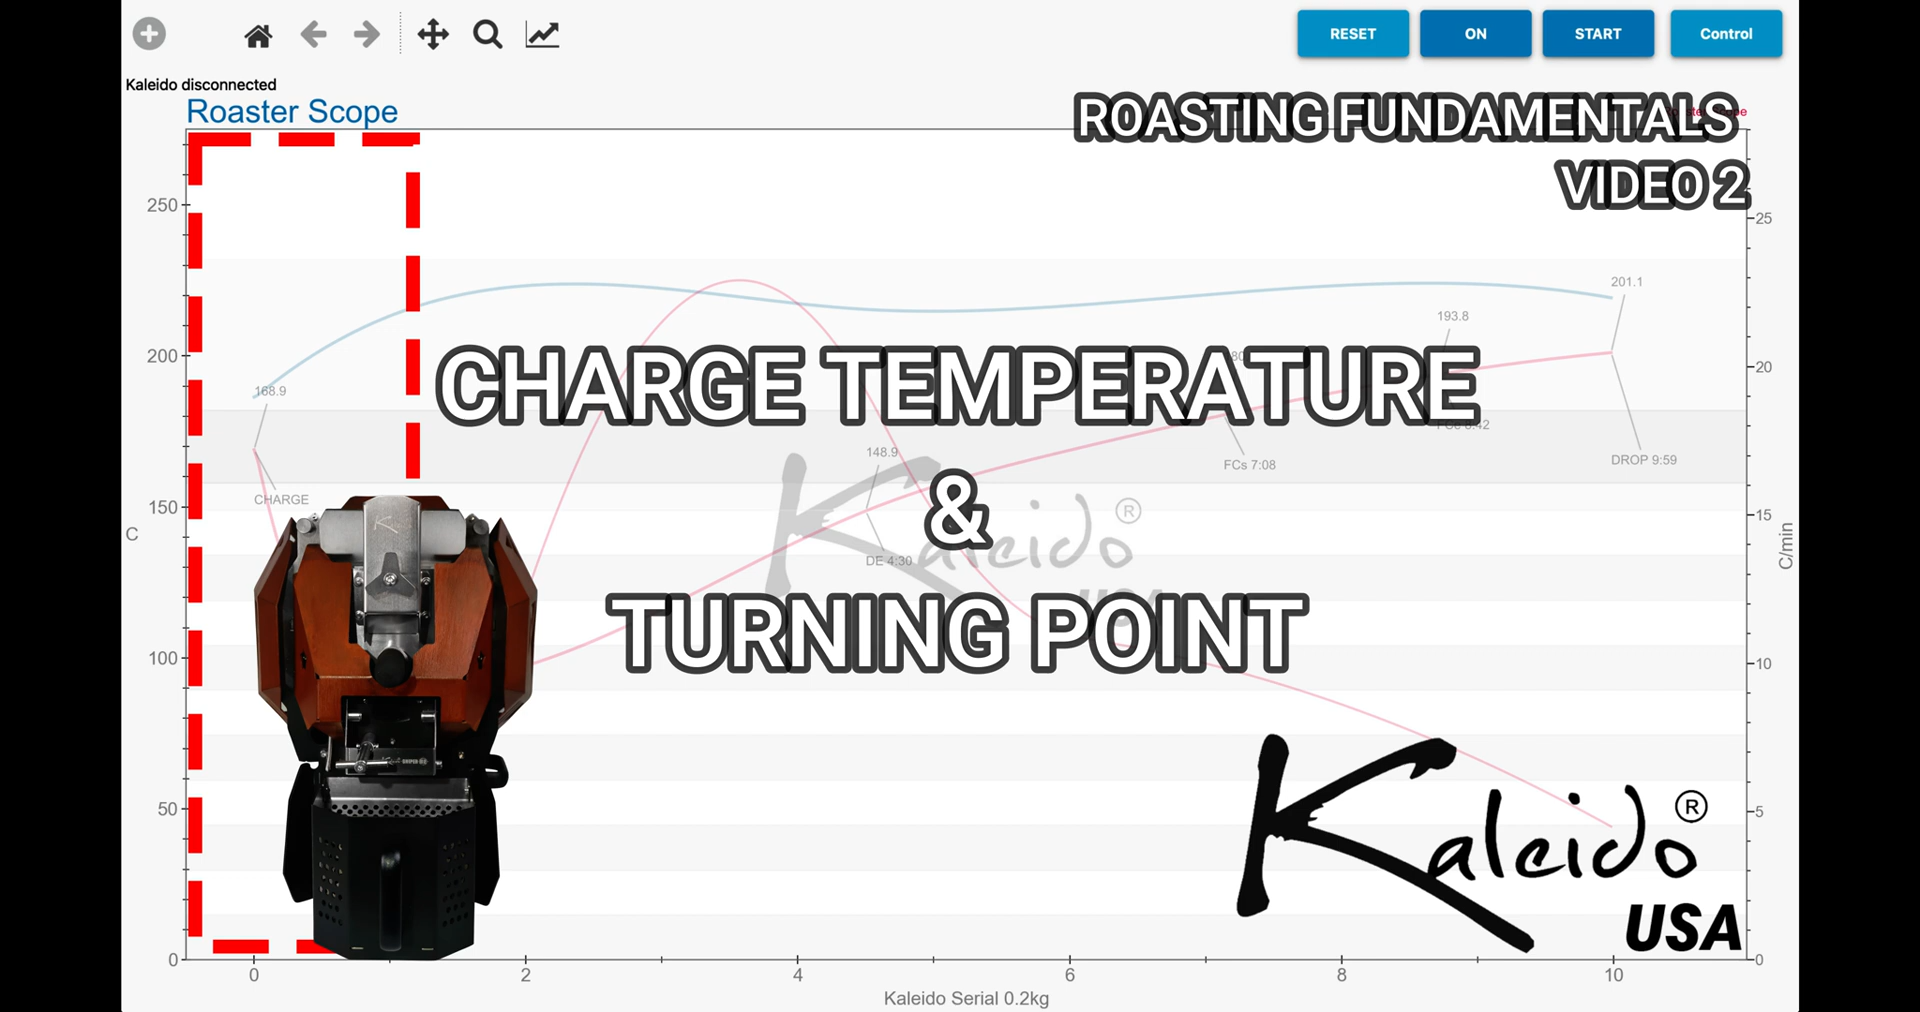 RESET
ON
START
Control
Kaleido disconnected
Roaster Scope
ROASTING FUNDAMENTALS
VIDEO 2
250
200
150
100
50
0
C
25
20
15
10
5
0
C/min
168.9
CHARGE
148.9
DE 4:30
FCs 7:08
193.8
201.1
DROP 9:59
CHARGE TEMPERATURE
&
TURNING POINT
Kaleido ®
Kaleido ®
USA
0 2 4 6 8 10
Kaleido Serial 0.2kg